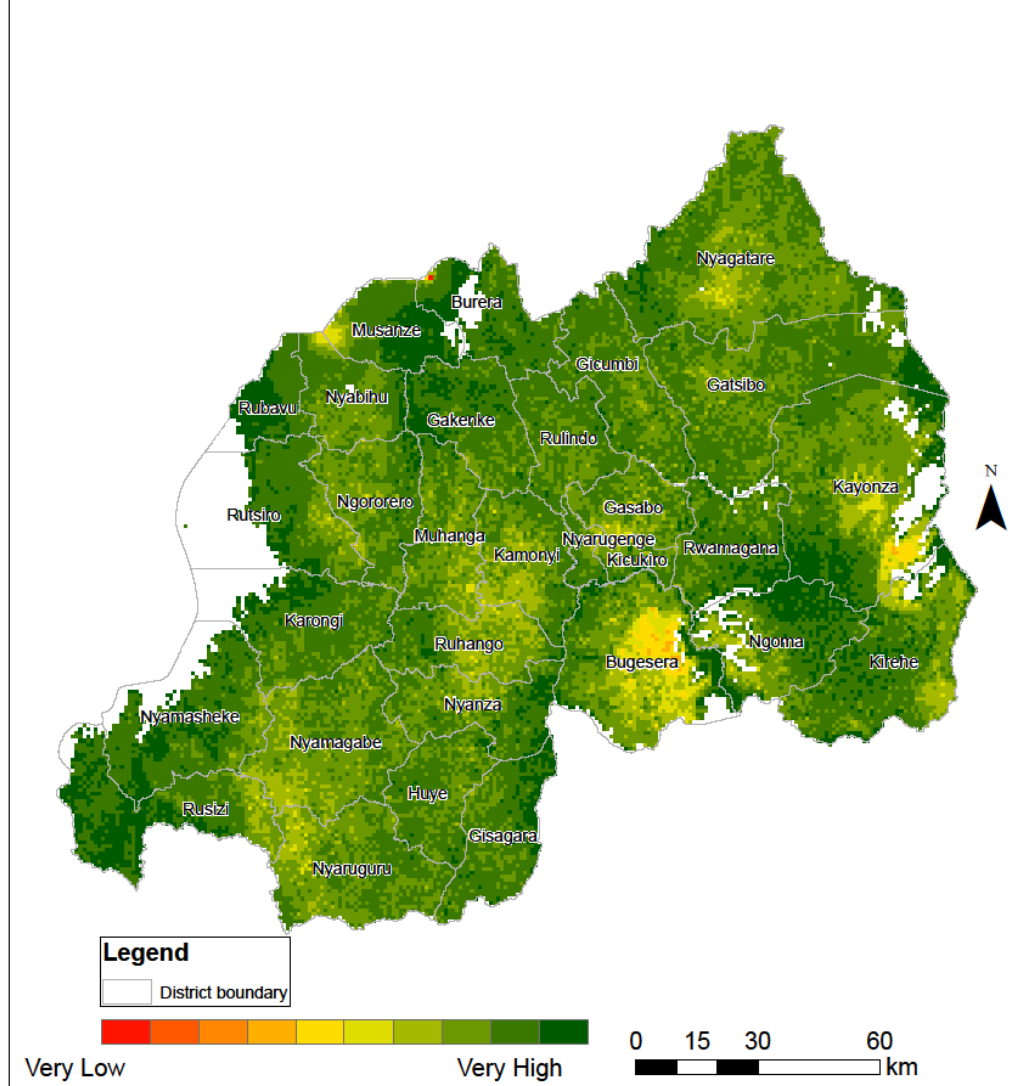 Nyagatare
Burera
Musanze
Gicumbi
Gatsibo
Nyabihu
Rubavu
Gakenke
Rulindo
N
Kayonza
Ngororero
Gasabo
Rutsiro
Muhanga
Nyarugenge
Kamonyi
Rwamagana
Kicukiro
Karongi
Ruhango
Ngoma
Bugesera
Kirehe
Nyanza
Nyamasheke
Nyamagabe
Huye
Rusizi
Gisagara
Nyaruguru
Legend
District boundary
0 15 30 60
km
Very Low Very High